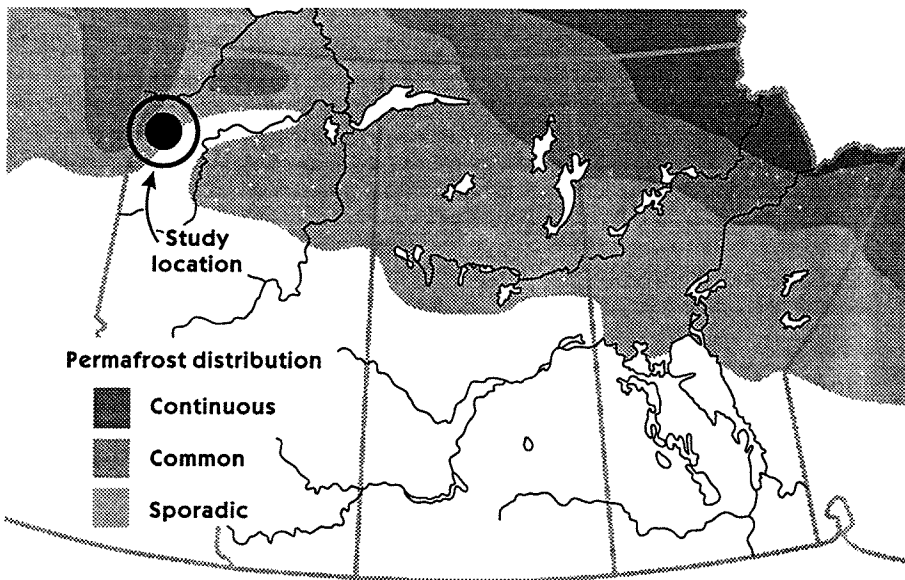 Study
location
Permafrost distribution
Continuous
Common
Sporadic